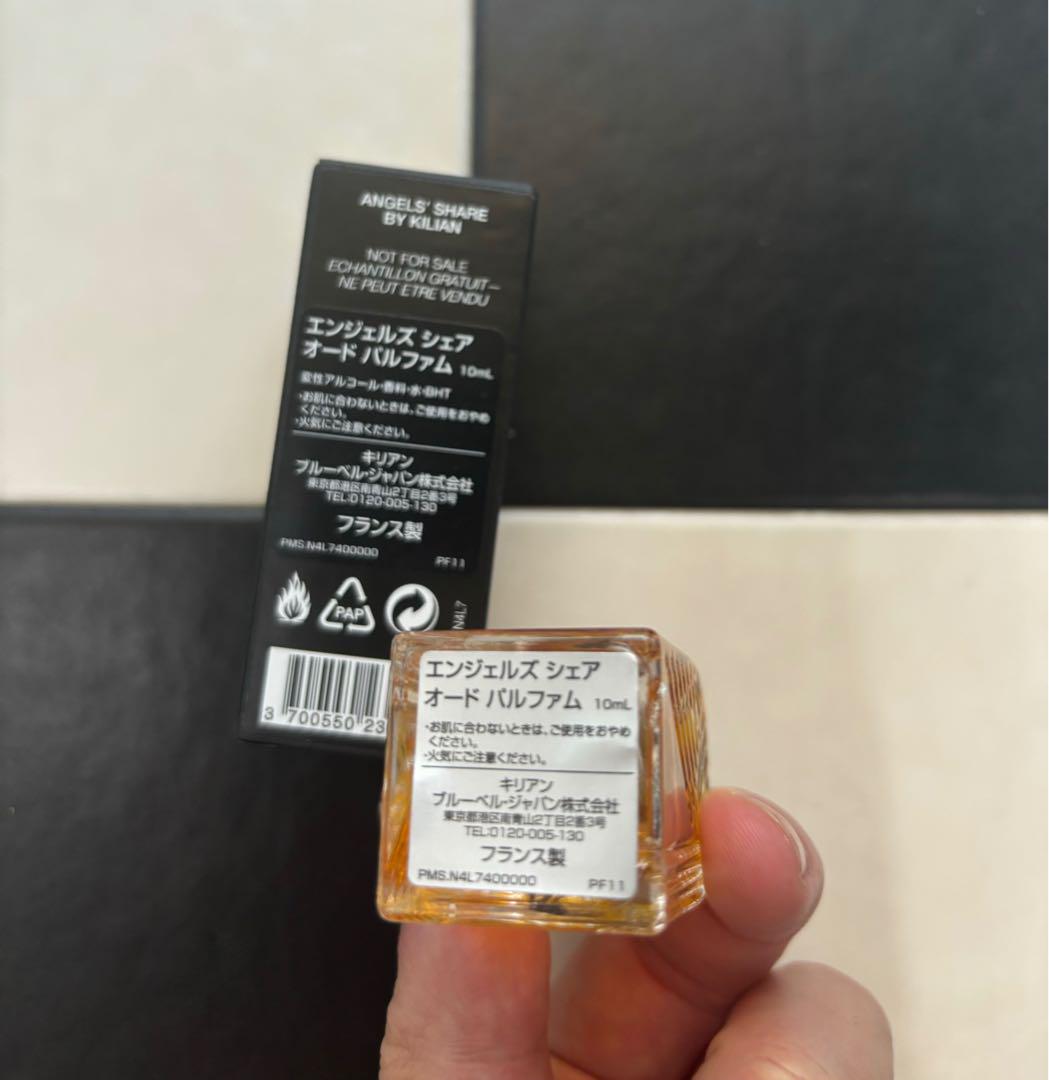 ANGELS' SHARE
BY KILIAN
NOT FOR SALE
ECHANTILLON GRATUIT–
NE PEUT ETRE VENDU
エンジェルズ シェア
オード パルファム 10mL
変性アルコール・香料・水・BHT
・お肌に合わないときは、ご使用をおやめ
ください。
・火気にご注意ください。
キリアン
ブルーベル・ジャパン株式会社
東京都港区南青山2丁目2番3号
TEL:0120-005-130
フランス製
PMS.N4L7400000 PF11
PAP
N4L7
3 700550 23
エンジェルズ シェア
オード パルファム 10mL
・お肌に合わないときは、ご使用をおやめ
ください。
・火気にご注意ください。
キリアン
ブルーベル・ジャパン株式会社
東京都港区南青山2丁目2番3号
TEL:0120-005-130
フランス製
PMS.N4L7400000 PF11